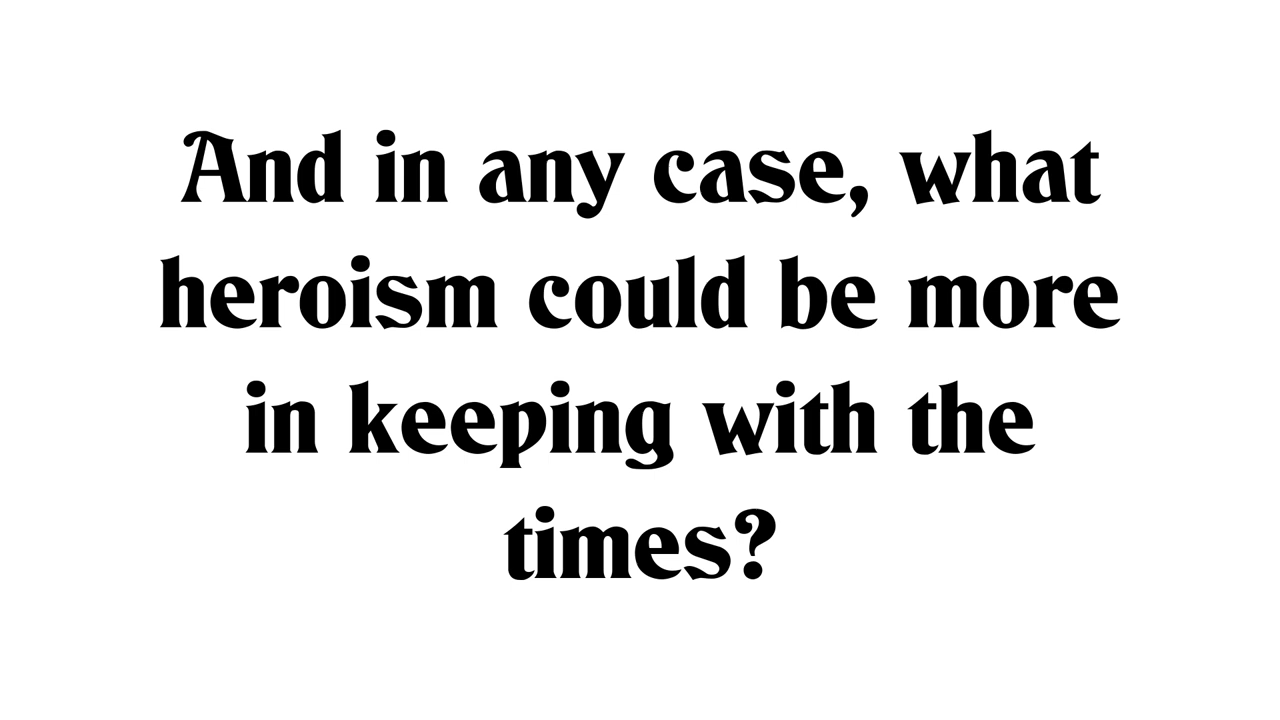 And in any case, what
heroism could be more
in keeping with the
times?